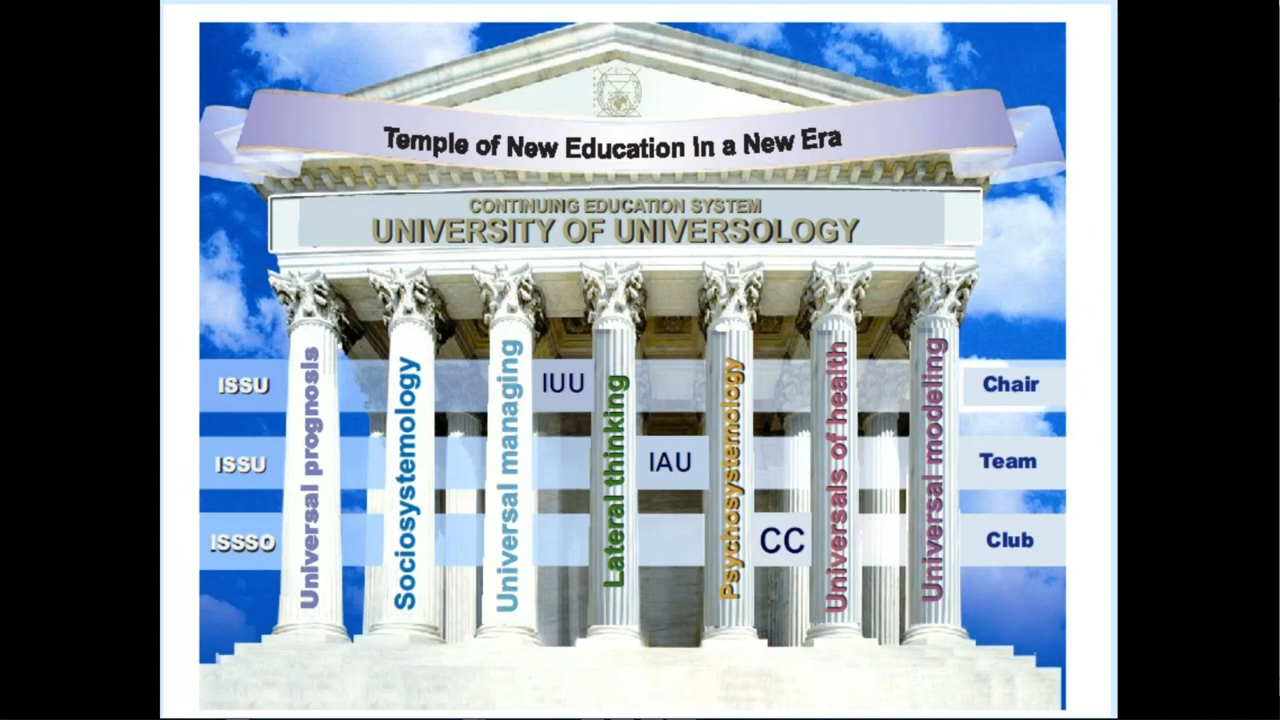 Temple of New Education in a New Era
CONTINUING EDUCATION SYSTEM
UNIVERSITY OF UNIVERSOLOGY
Universal prognosis
Sociosystemology
Universal managing
Lateral thinking
Psychosystemology
Universals of health
Universal modeling
ISSU
IUU
Chair
ISSU
IAU
Team
ISSSO
CC
Club